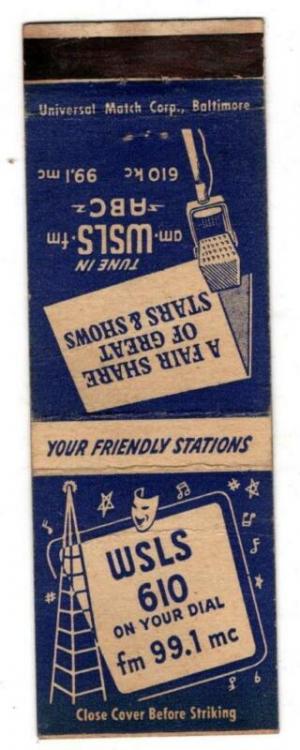 Universal Match Corp., Baltimore
A FAIR SHARE
OF GREAT
STARS & SHOWS
TUNE IN
am·WSLS·fm
ABC
610 kc 99.1 mc
YOUR FRIENDLY STATIONS
WSLS
610
ON YOUR DIAL
fm 99.1 mc
Close Cover Before Striking